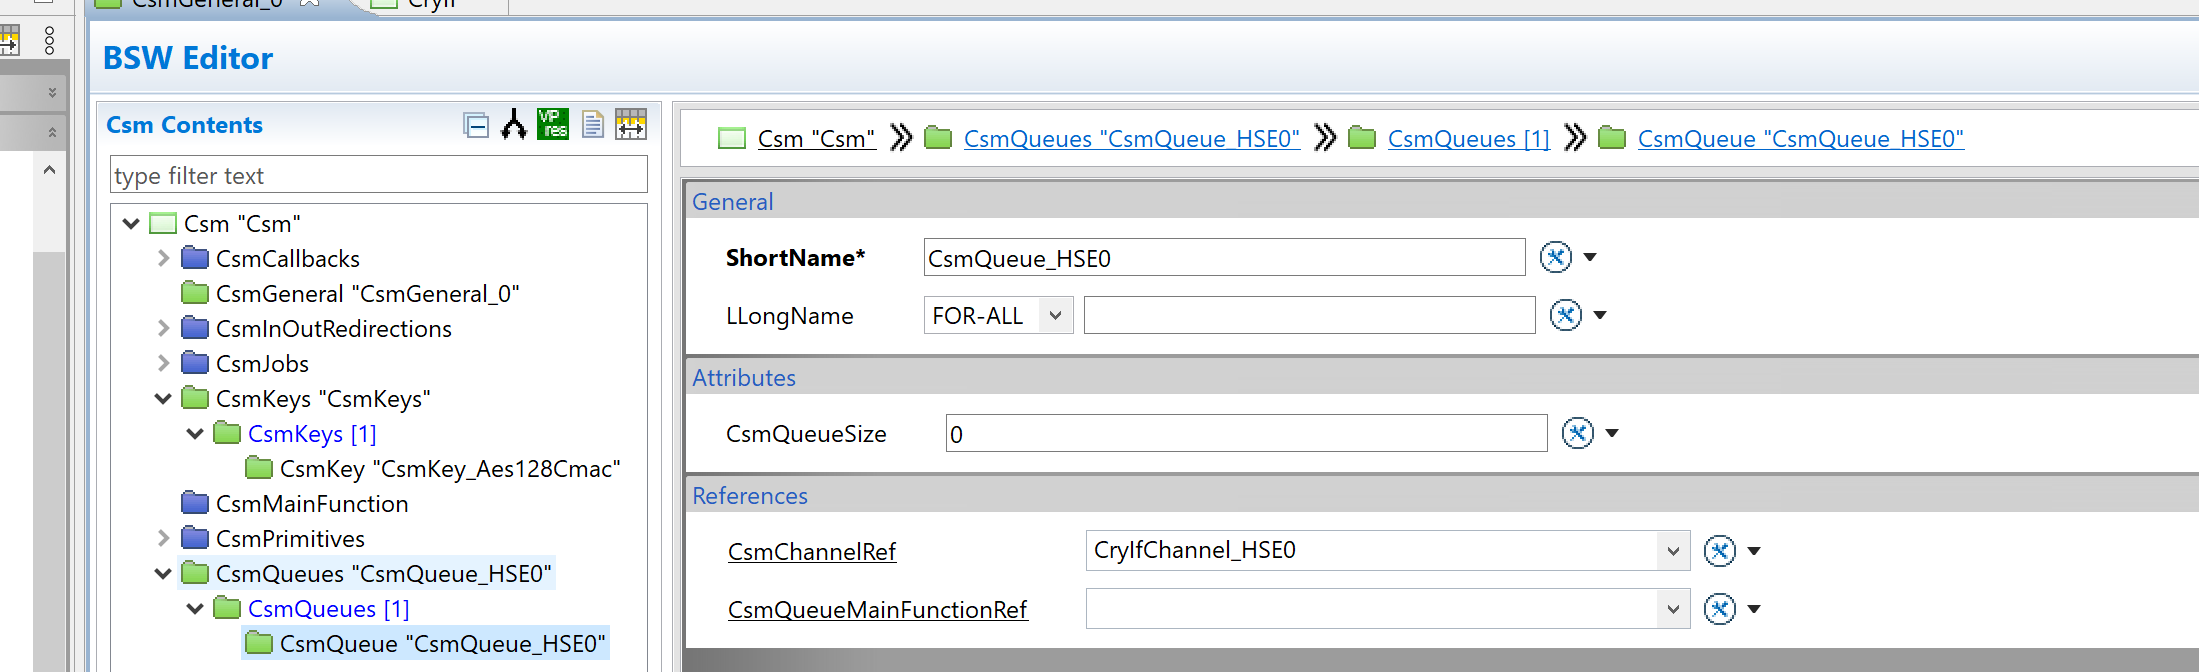 CsmGeneral_0
CryIf
BSW Editor
Csm Contents
VP
res
type filter text
Csm "Csm"
CsmCallbacks
CsmGeneral "CsmGeneral_0"
CsmInOutRedirections
CsmJobs
CsmKeys "CsmKeys"
CsmKeys [1]
CsmKey "CsmKey_Aes128Cmac"
CsmMainFunction
CsmPrimitives
CsmQueues "CsmQueue_HSE0"
CsmQueues [1]
CsmQueue "CsmQueue_HSE0"
Csm "Csm" CsmQueues "CsmQueue_HSE0" CsmQueues [1] CsmQueue "CsmQueue_HSE0"
General
ShortName* CsmQueue_HSE0
LLongName FOR-ALL
Attributes
CsmQueueSize 0
References
CsmChannelRef CryIfChannel_HSE0
CsmQueueMainFunctionRef